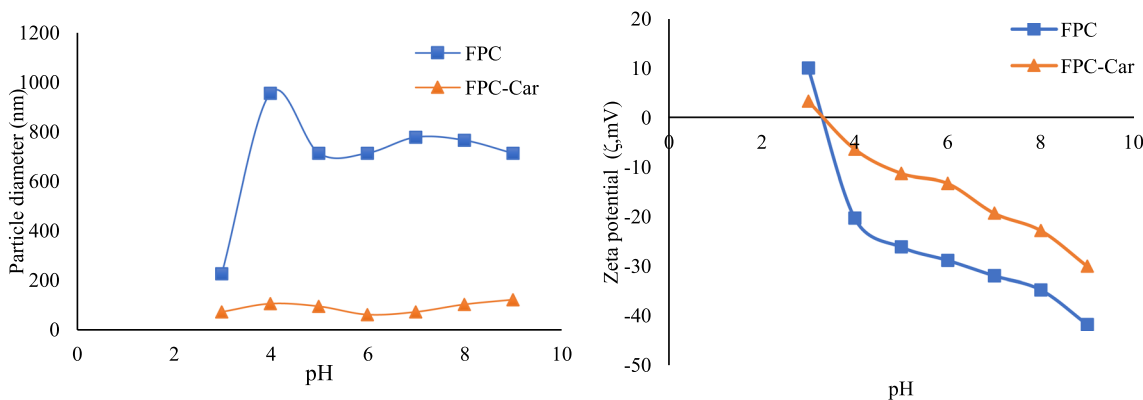 1200
1000
800
600
400
200
0
Particle diameter (nm)
0 2 4 6 8 10
pH
FPC
FPC-Car
20
10
0
-10
-20
-30
-40
-50
Zeta potential (ζ,mV)
0 2 4 6 8 10
pH
FPC
FPC-Car